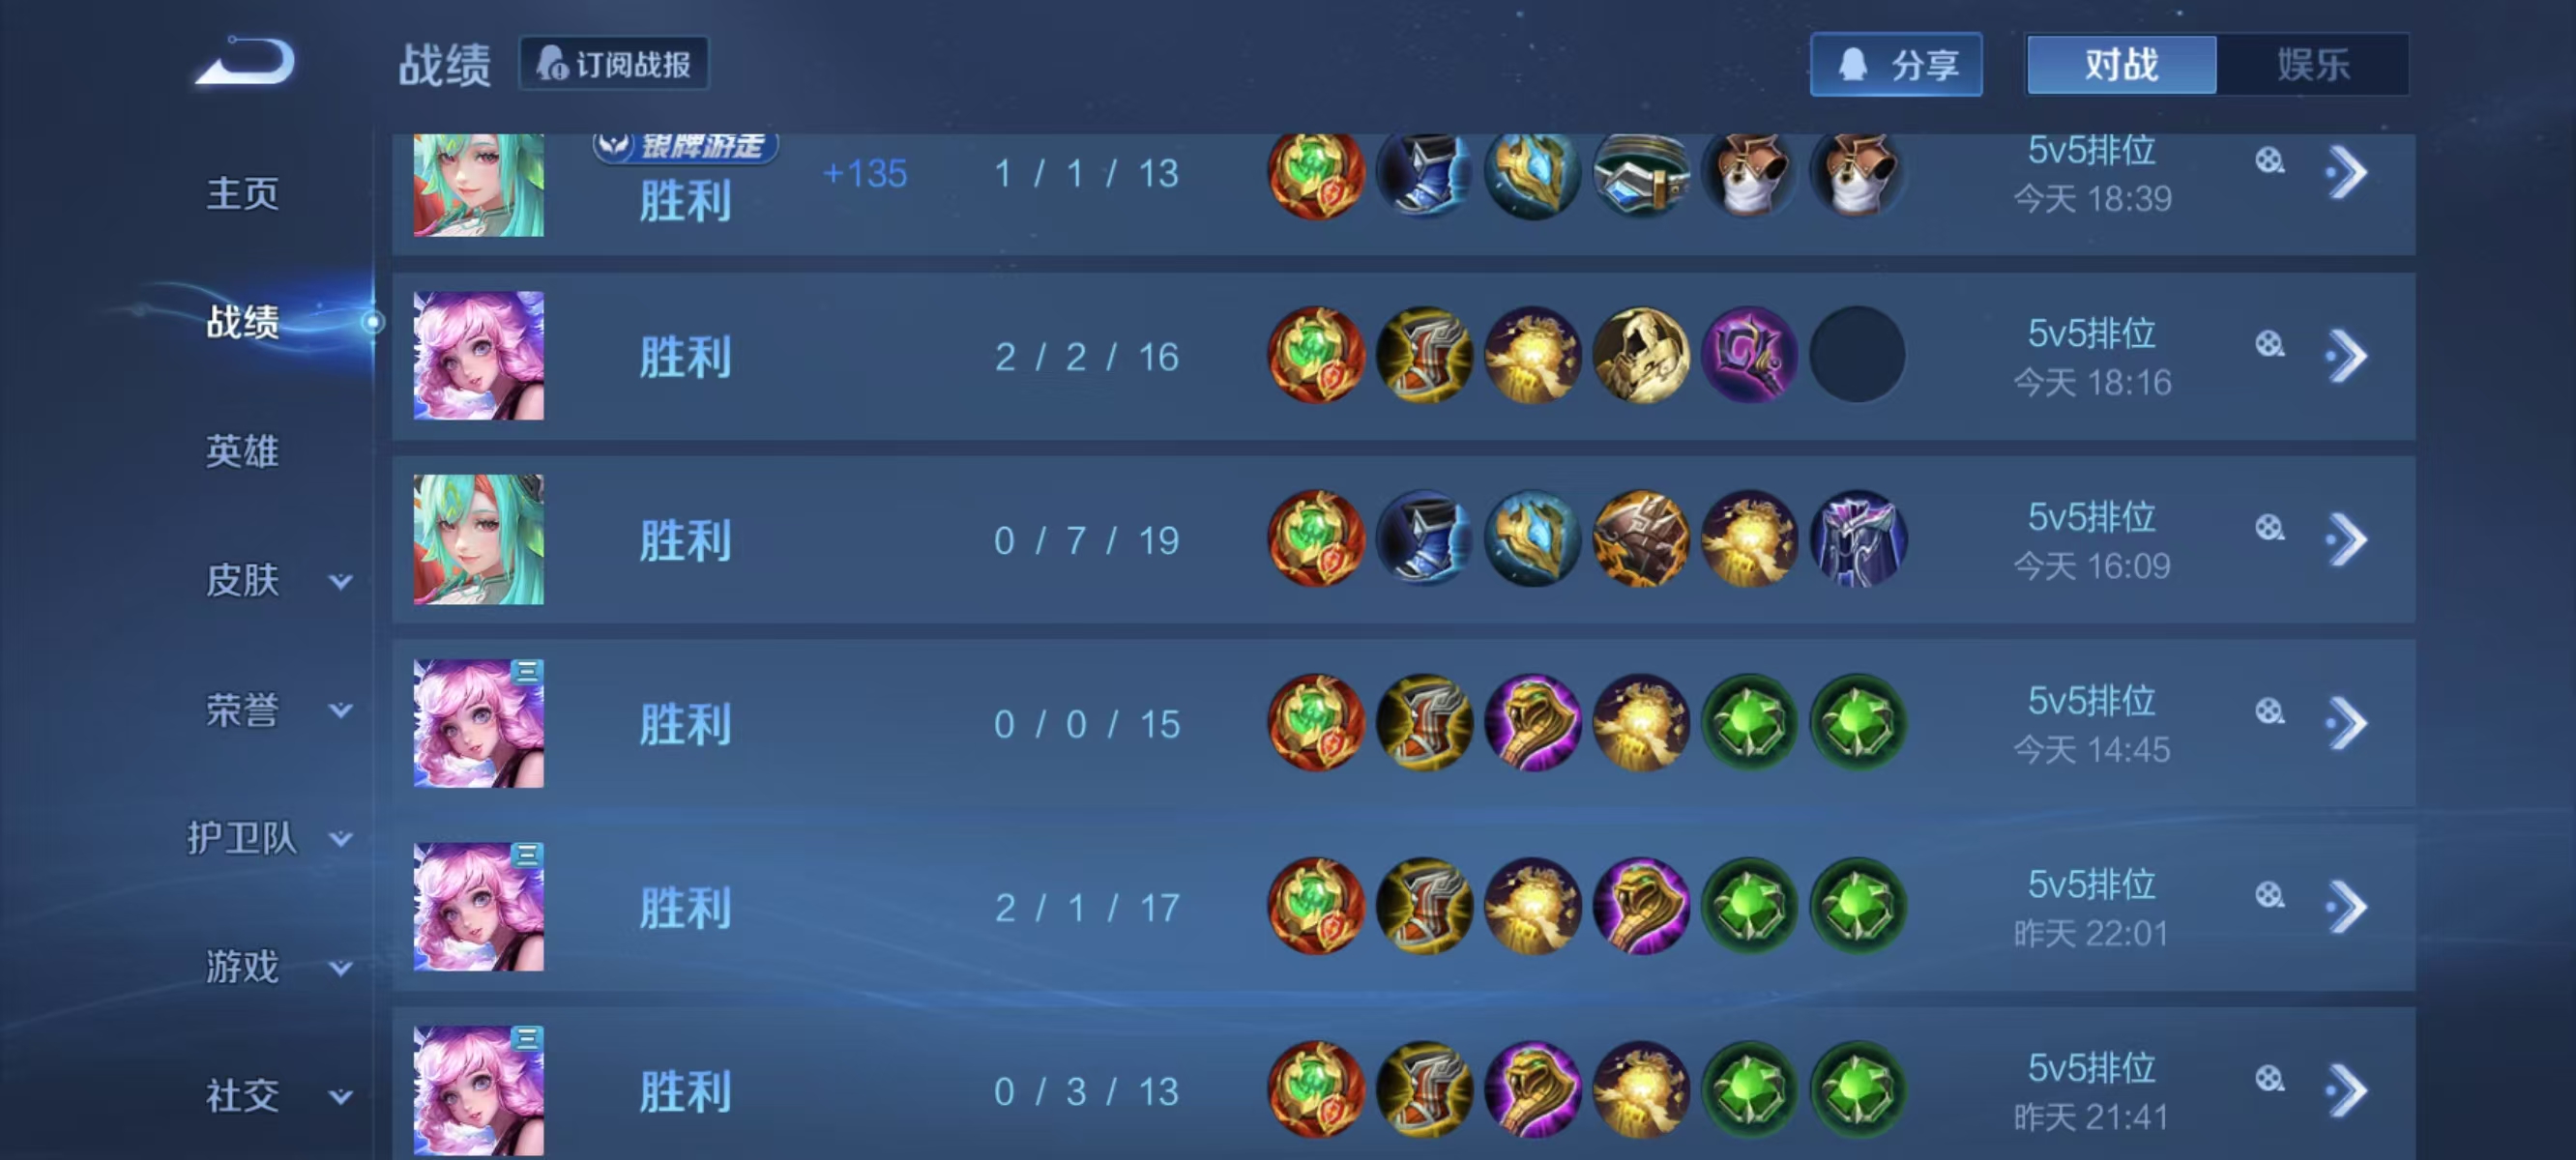 战绩 订阅战报 分享 对战 娱乐
主页
战绩
英雄
皮肤
荣誉
护卫队
游戏
社交
银牌游走
胜利 +135 1 / 1 / 13 5v5排位
今天 18:39
胜利 2 / 2 / 16 5v5排位
今天 18:16
胜利 0 / 7 / 19 5v5排位
今天 16:09
三
胜利 0 / 0 / 15 5v5排位
今天 14:45
三
胜利 2 / 1 / 17 5v5排位
昨天 22:01
三
胜利 0 / 3 / 13 5v5排位
昨天 21:41